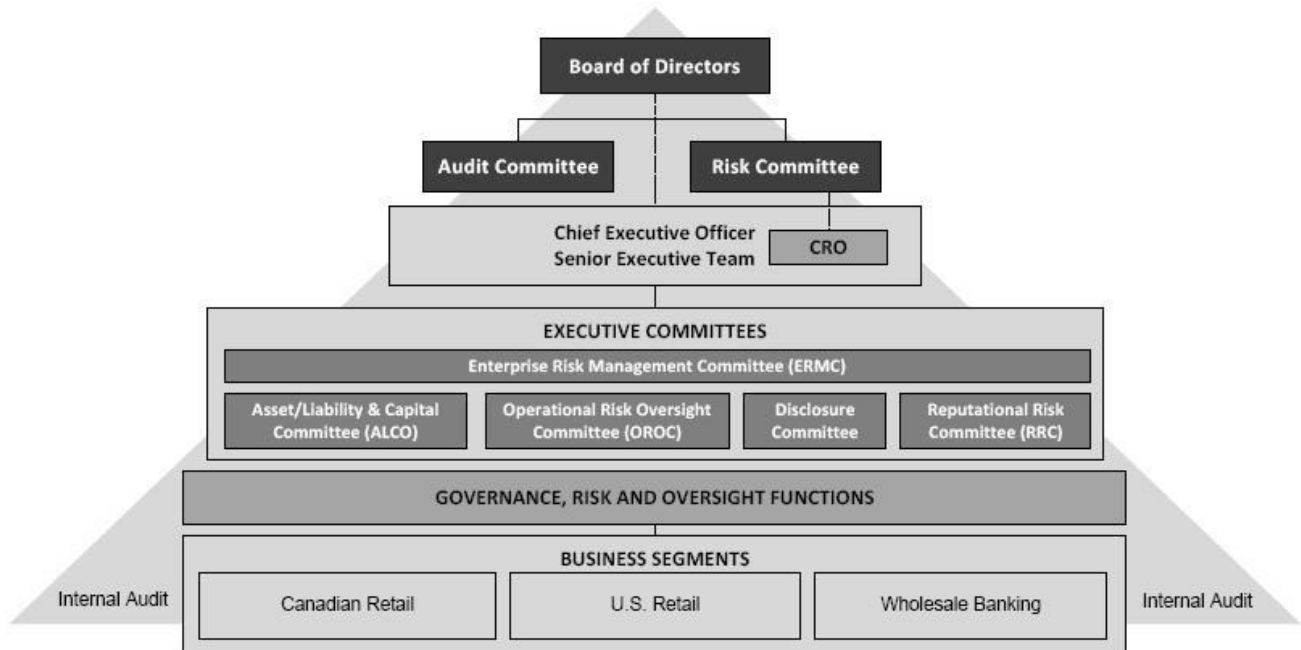 Board of Directors
Audit Committee
Risk Committee
Chief Executive Officer
Senior Executive Team
CRO
EXECUTIVE COMMITTEES
Enterprise Risk Management Committee (ERMC)
Asset/Liability & Capital
Committee (ALCO)
Operational Risk Oversight
Committee (OROC)
Disclosure
Committee
Reputational Risk
Committee (RRC)
GOVERNANCE, RISK AND OVERSIGHT FUNCTIONS
BUSINESS SEGMENTS
Internal Audit
Canadian Retail
U.S. Retail
Wholesale Banking
Internal Audit